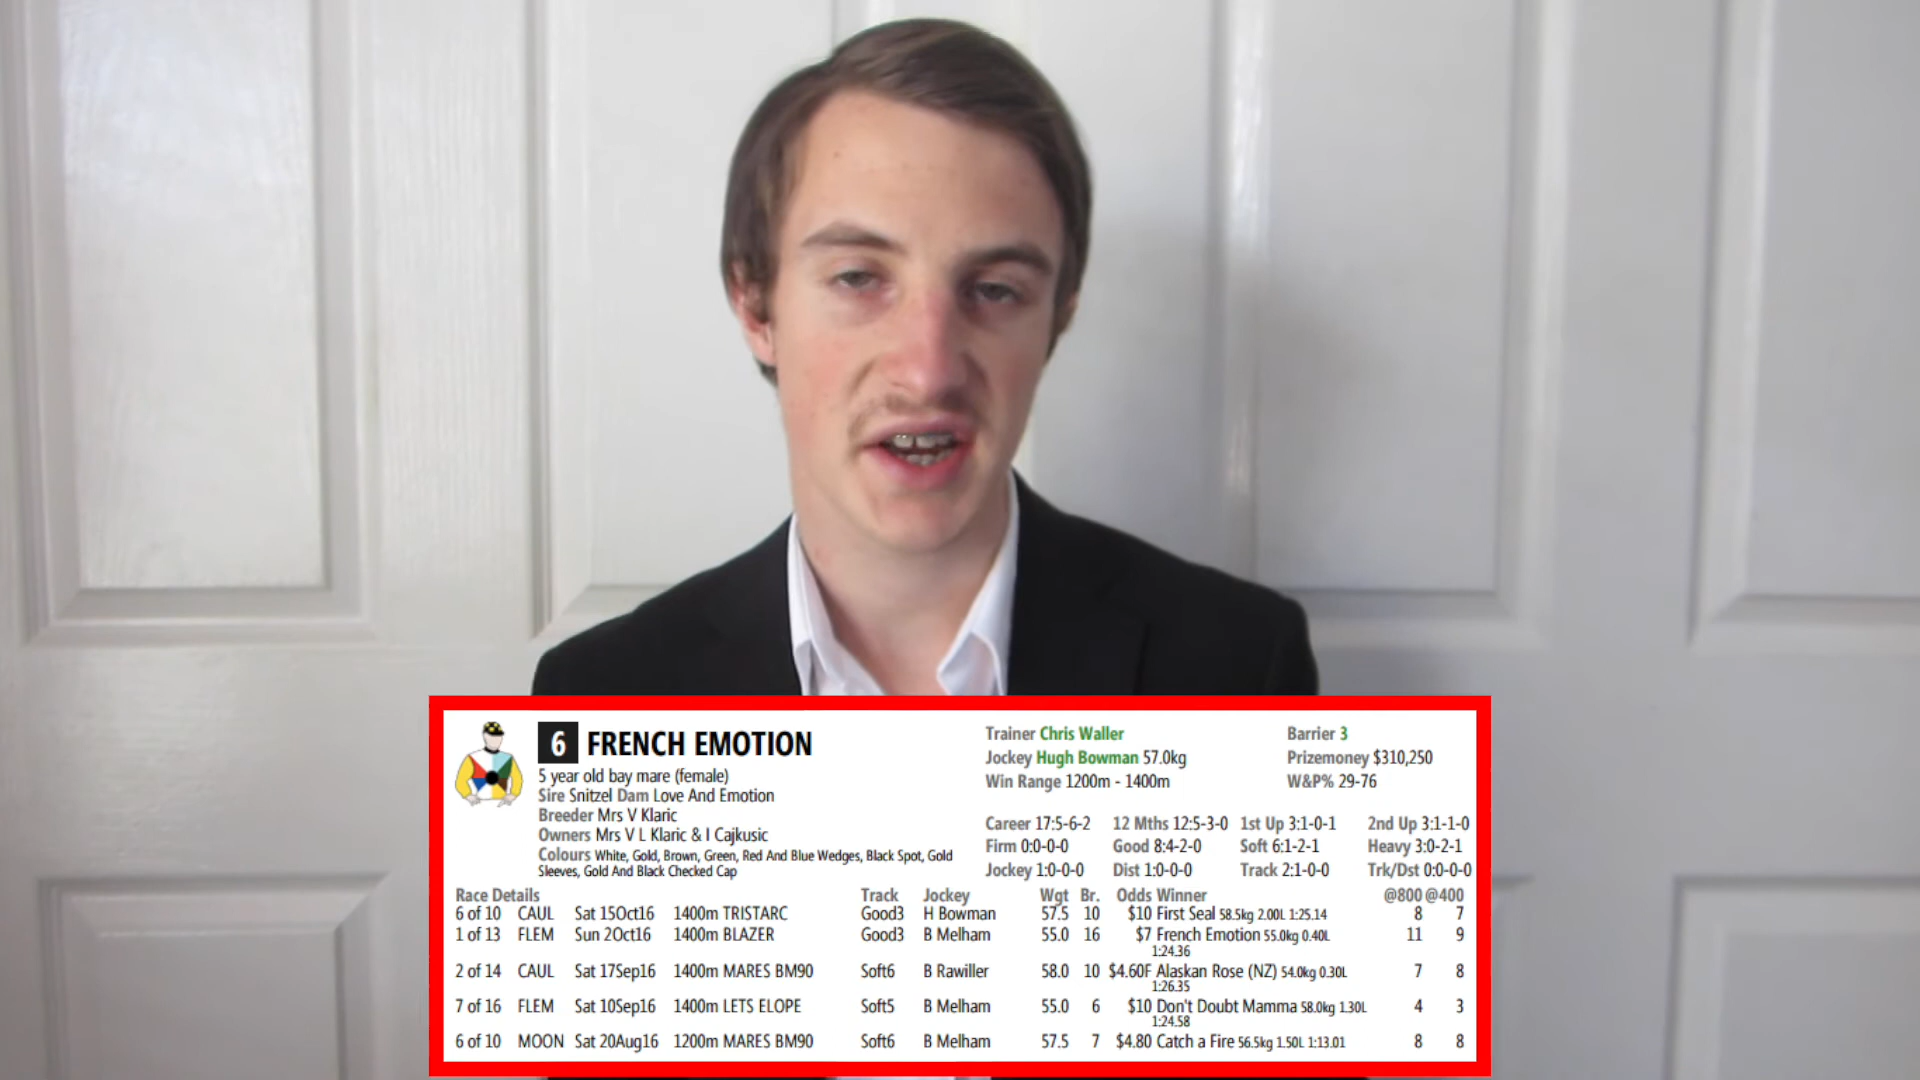 6 FRENCH EMOTION
5 year old bay mare (female)
Sire Snitzel Dam Love And Emotion
Breeder Mrs V Klaric
Owners Mrs V L Klaric & I Cajkusic
Colours White, Gold, Brown, Green, Red And Blue Wedges, Black Spot, Gold
Sleeves, Gold And Black Checked Cap
Trainer Chris Waller
Jockey Hugh Bowman 57.0kg
Win Range 1200m - 1400m
Barrier 3
Prizemoney $310,250
W&P% 29-76
Career 17:5-6-2 12 Mths 12:5-3-0 1st Up 3:1-0-1 2nd Up 3:1-1-0
Firm 0:0-0-0 Good 8:4-2-0 Soft 6:1-2-1 Heavy 3:0-2-1
Jockey 1:0-0-0 Dist 1:0-0-0 Track 2:1-0-0 Trk/Dst 0:0-0-0
Race Details Track Jockey Wgt Br. Odds Winner @800 @400
6 of 10 CAUL Sat 15Oct16 1400m TRISTARC Good3 H Bowman 57.5 10 $10 First Seal 58.5kg 2.00L 1:25.14 8 7
1 of 13 FLEM Sun 2Oct16 1400m BLAZER Good3 B Melham 55.0 16 $7 French Emotion 55.0kg 0.40L 11 9
1:24.36
2 of 14 CAUL Sat 17Sep16 1400m MARES BM90 Soft6 B Rawiller 58.0 10 $4.60F Alaskan Rose (NZ) 54.0kg 0.30L 7 8
1:26.35
7 of 16 FLEM Sat 10Sep16 1400m LETS ELOPE Soft5 B Melham 55.0 6 $10 Don't Doubt Mamma 58.0kg 1.30L 4 3
1:24.58
6 of 10 MOON Sat 20Aug16 1200m MARES BM90 Soft6 B Melham 57.5 7 $4.80 Catch a Fire 56.5kg 1.50L 1:13.01 8 8